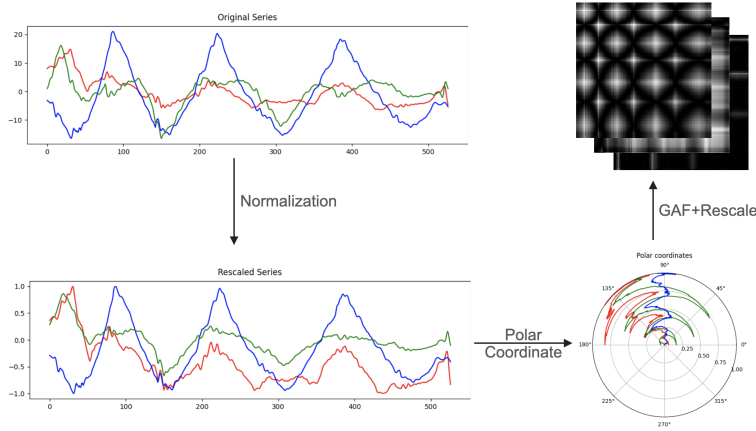 Original Series
20
10
0
−10
0 100 200 300 400 500
Normalization
GAF+Rescale
Rescaled Series
1.0
0.5
0.0
−0.5
−1.0
0 100 200 300 400 500
Polar
Coordinate
Polar coordinates
90°
135° 45°
180° 0°
0.25
0.50
0.75
1.00
225° 315°
270°